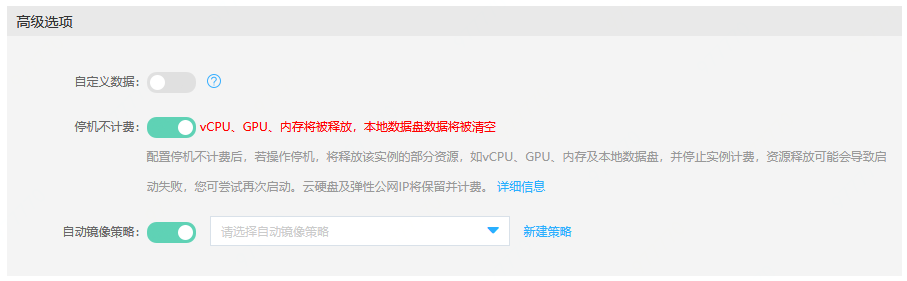 高级选项
自定义数据：
停机不计费： vCPU、GPU、内存将被释放，本地数据盘数据将被清空
配置停机不计费后，若操作停机，将释放该实例的部分资源，如vCPU、GPU、内存及本地数据盘，并停止实例计费，资源释放可能会导致启
动失败，您可尝试再次启动。云硬盘及弹性公网IP将保留并计费。 详细信息
自动镜像策略： 请选择自动镜像策略 新建策略